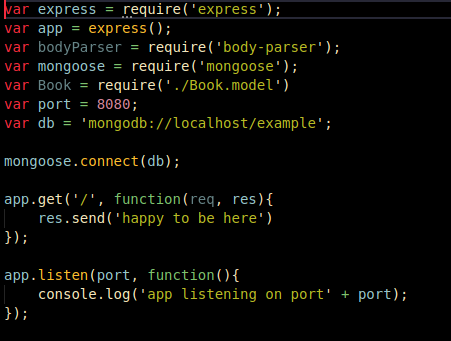 var express = require('express');
var app = express();
var bodyParser = require('body-parser');
var mongoose = require('mongoose');
var Book = require('./Book.model')
var port = 8080;
var db = 'mongodb://localhost/example';
mongoose.connect(db);
app.get('/', function(req, res){
    res.send('happy to be here')
});
app.listen(port, function(){
    console.log('app listening on port' + port);
});